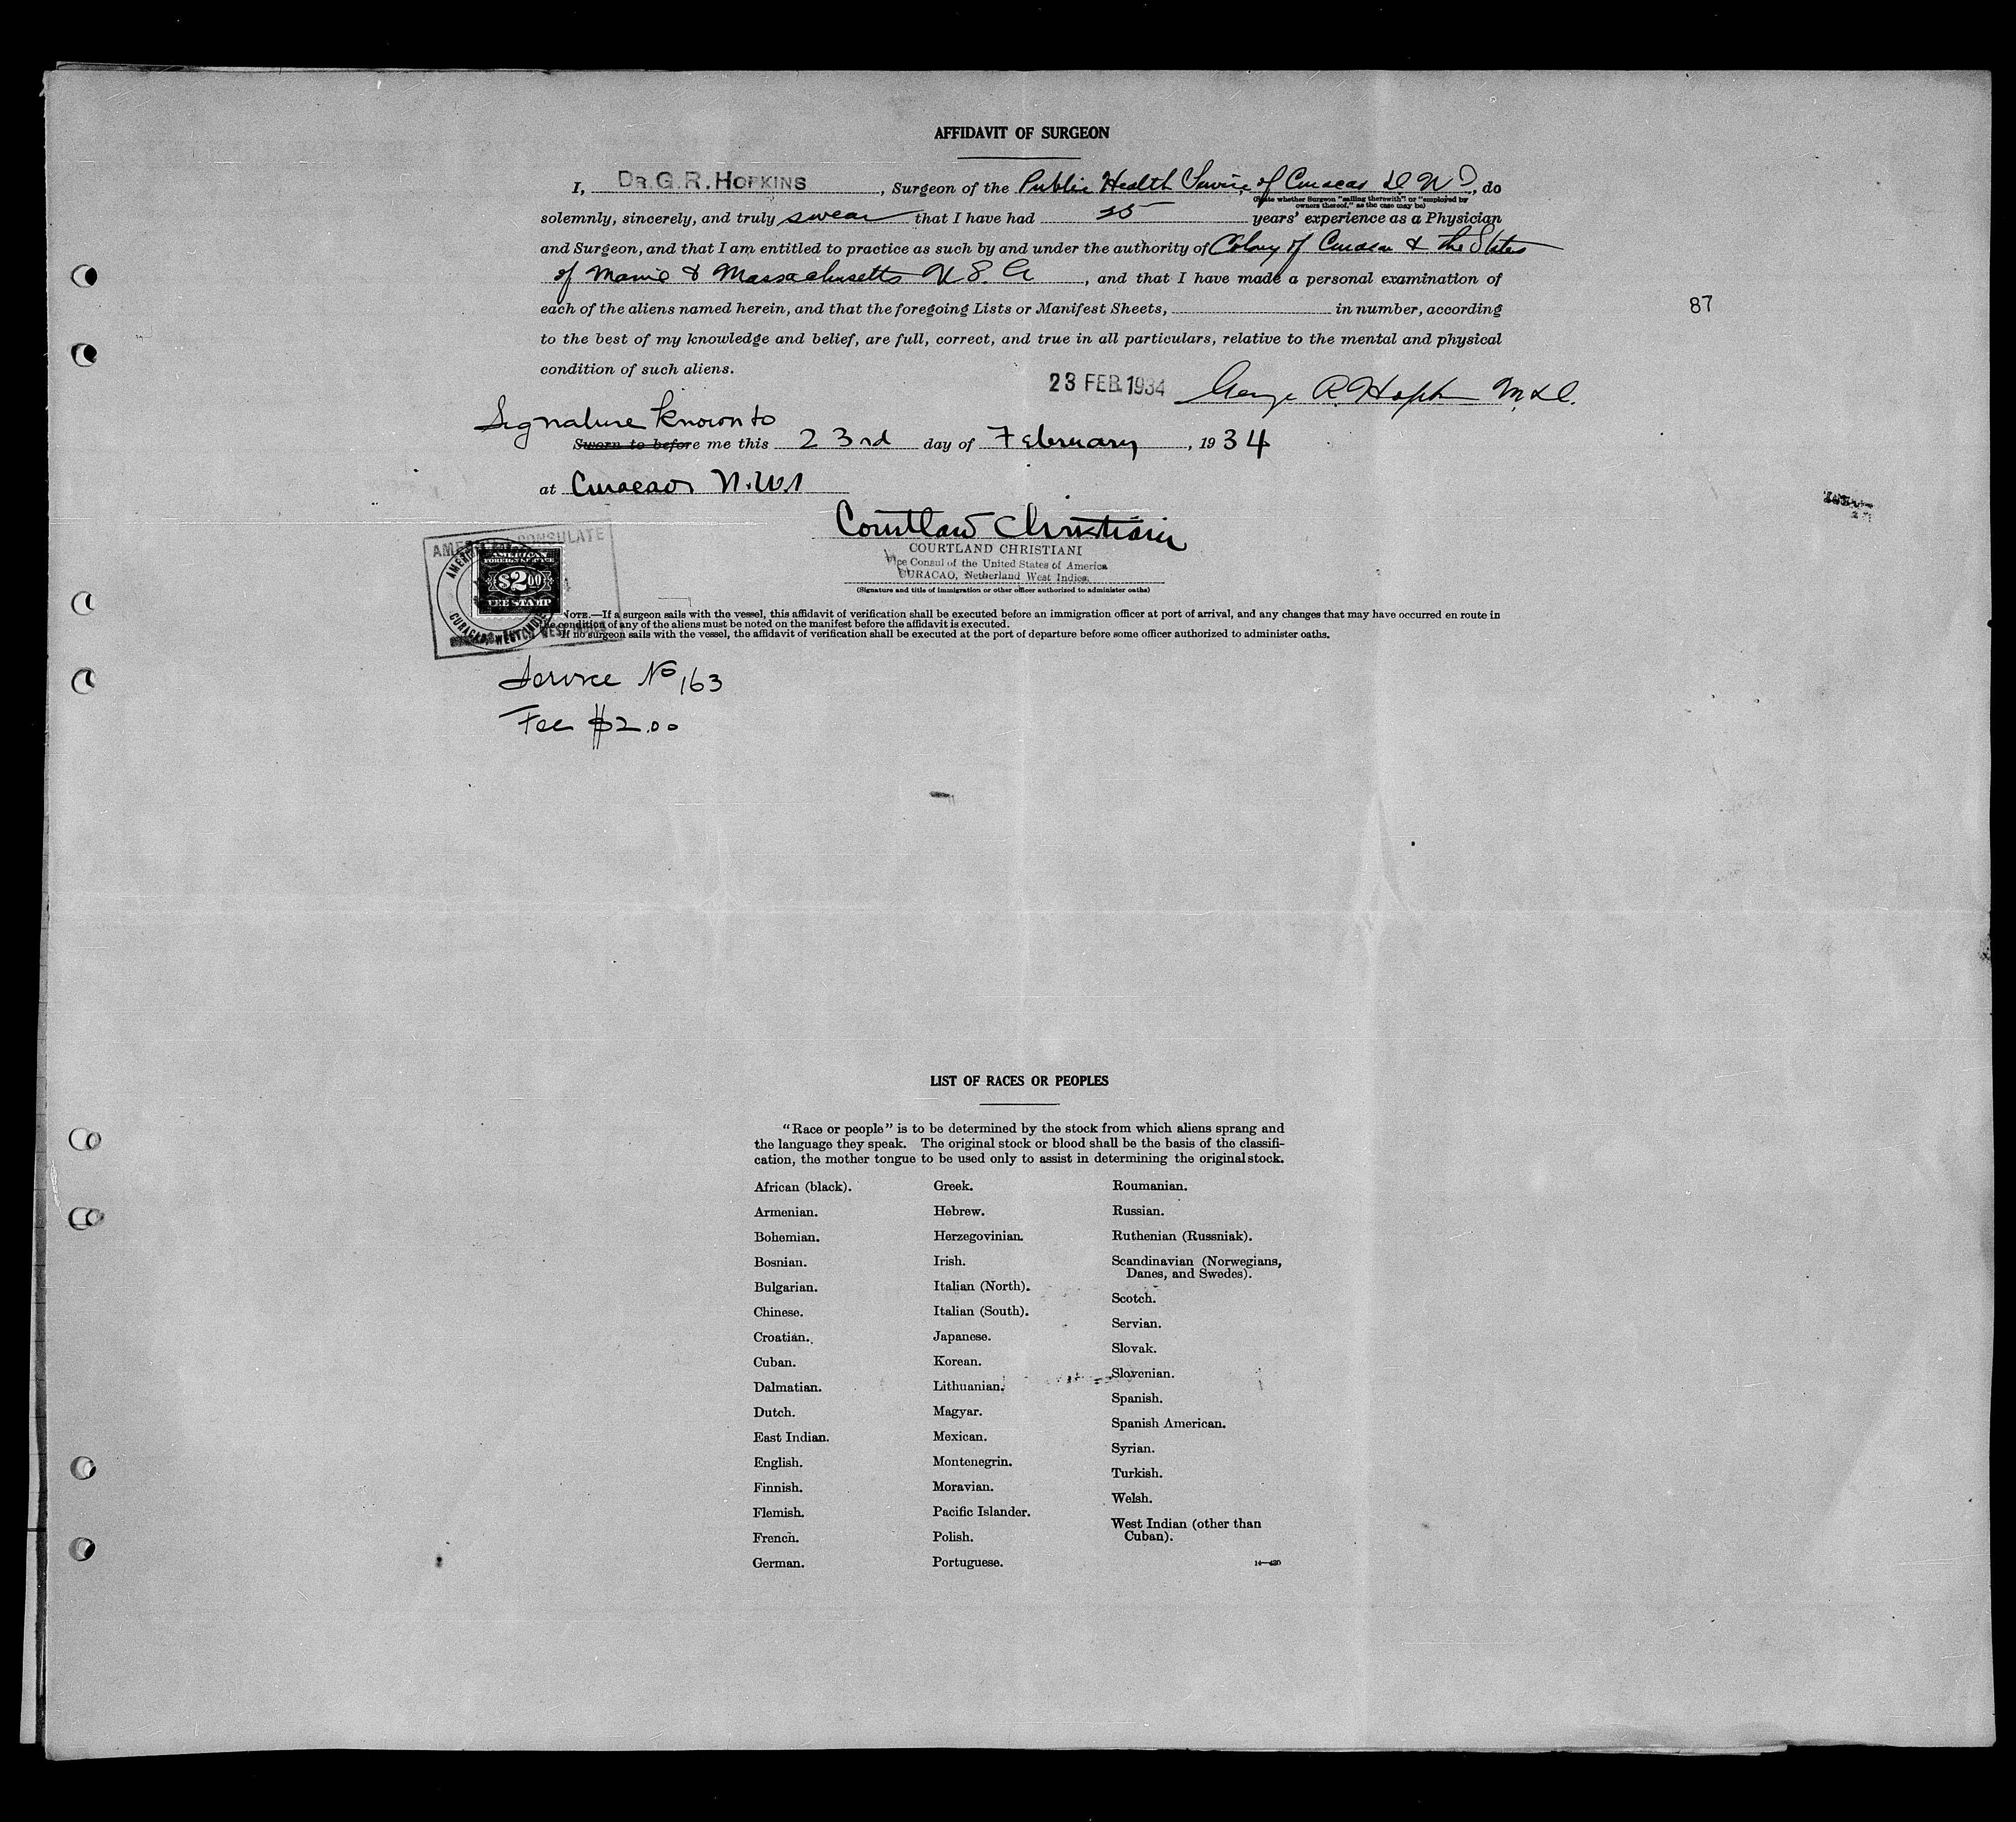 AFFIDAVIT OF SURGEON
I, DR. G. R. HOPKINS, Surgeon of the Public Health Service of Curacao D. W. I., do
(State whether Surgeon "sailing therewith" or "employed by
owners thereof," as the case may be)
solemnly, sincerely, and truly swear that I have had 25 years' experience as a Physician
and Surgeon, and that I am entitled to practice as such by and under the authority of Colony of Curacao & the States
of Maine & Massachusetts U. S. A, and that I have made a personal examination of
each of the aliens named herein, and that the foregoing Lists or Manifest Sheets, in number, according
87
to the best of my knowledge and belief, are full, correct, and true in all particulars, relative to the mental and physical
condition of such aliens.
23 FEB. 1934 George R. Hopkins M.D.
Signature known to
Sworn to before me this 23rd day of February, 1934
at Curacao N.W.I
Courtland Christiani
COURTLAND CHRISTIANI
Vice Consul of the United States of America
CURACAO, Netherland West Indies.
(Signature and title of immigration or other officer authorized to administer oaths)
AMERICAN CONSULATE
AMERICAN
FOREIGN SERVICE
$2.00
FEE STAMP
CURACAO, WEST INDIES
NOTE.—If a surgeon sails with the vessel, this affidavit of verification shall be executed before an immigration officer at port of arrival, and any changes that may have occurred en route in
the condition of any of the aliens must be noted on the manifest before the affidavit is executed.
If no surgeon sails with the vessel, the affidavit of verification shall be executed at the port of departure before some officer authorized to administer oaths.
Service No 163
Fee $2.00
LIST OF RACES OR PEOPLES
"Race or people" is to be determined by the stock from which aliens sprang and
the language they speak. The original stock or blood shall be the basis of the classifi-
cation, the mother tongue to be used only to assist in determining the original stock.
African (black).
Armenian.
Bohemian.
Bosnian.
Bulgarian.
Chinese.
Croatian.
Cuban.
Dalmatian.
Dutch.
East Indian.
English.
Finnish.
Flemish.
French.
German.
Greek.
Hebrew.
Herzegovinian.
Irish.
Italian (North).
Italian (South).
Japanese.
Korean.
Lithuanian.
Magyar.
Mexican.
Montenegrin.
Moravian.
Pacific Islander.
Polish.
Portuguese.
Roumanian.
Russian.
Ruthenian (Russniak).
Scandinavian (Norwegians,
Danes, and Swedes).
Scotch.
Servian.
Slovak.
Slovenian.
Spanish.
Spanish American.
Syrian.
Turkish.
Welsh.
West Indian (other than
Cuban).